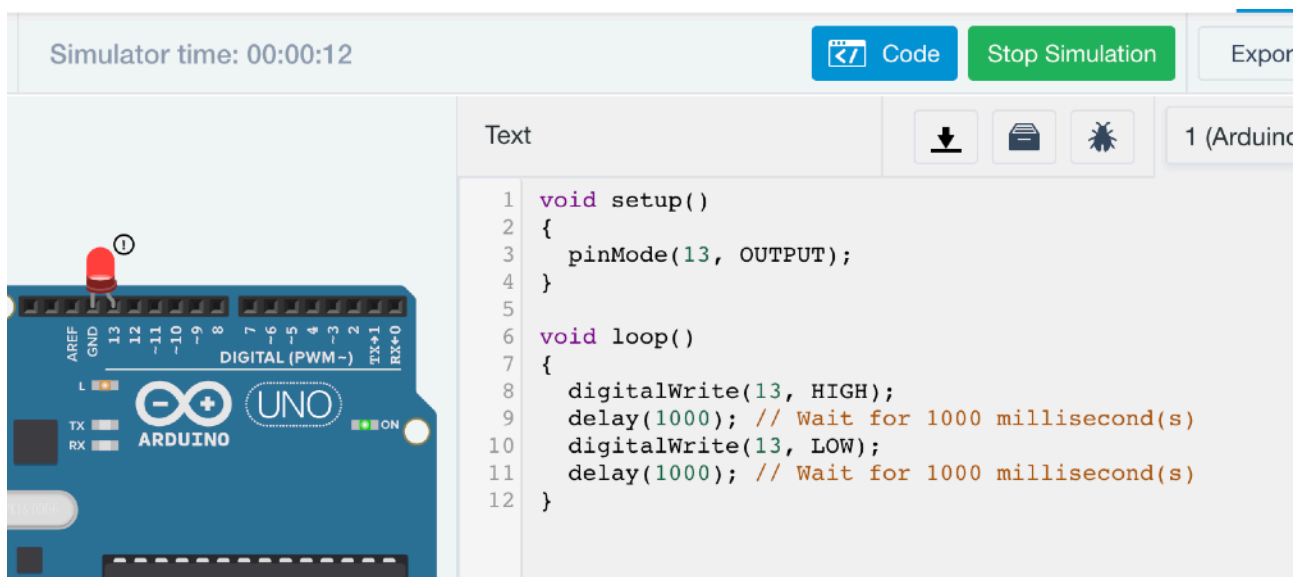 Simulator time: 00:00:12
Code
Stop Simulation
Expor
Text
1 (Arduino
1 void setup()
2 {
3   pinMode(13, OUTPUT);
4 }
5
6 void loop()
7 {
8   digitalWrite(13, HIGH);
9   delay(1000); // Wait for 1000 millisecond(s)
10   digitalWrite(13, LOW);
11   delay(1000); // Wait for 1000 millisecond(s)
12 }
AREF
GND
13
12
~11
~10
~9
8
7
~6
~5
4
~3
2
TX→1
RX←0
DIGITAL (PWM~)
L
TX
RX
UNO
ARDUINO
ON